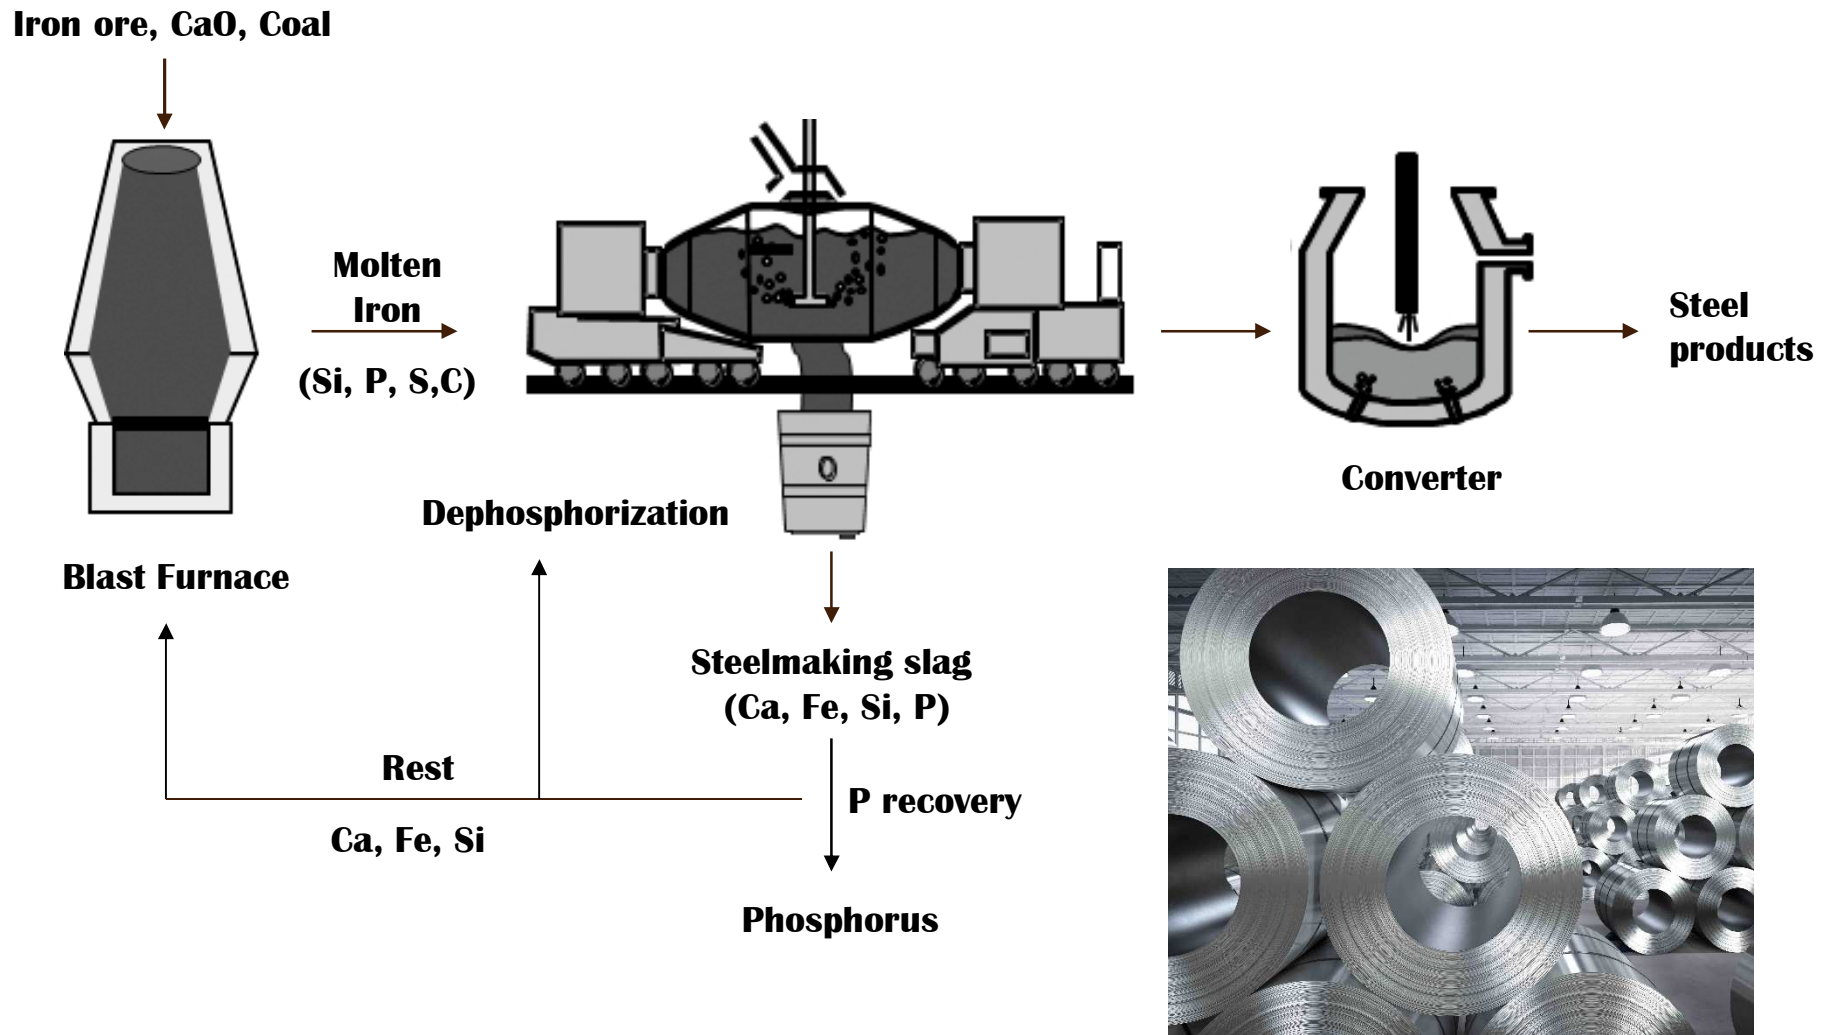 Iron ore, CaO, Coal
Molten
Iron
(Si, P, S,C)
Steel
products
Converter
Dephosphorization
Blast Furnace
Steelmaking slag
(Ca, Fe, Si, P)
Rest
P recovery
Ca, Fe, Si
Phosphorus